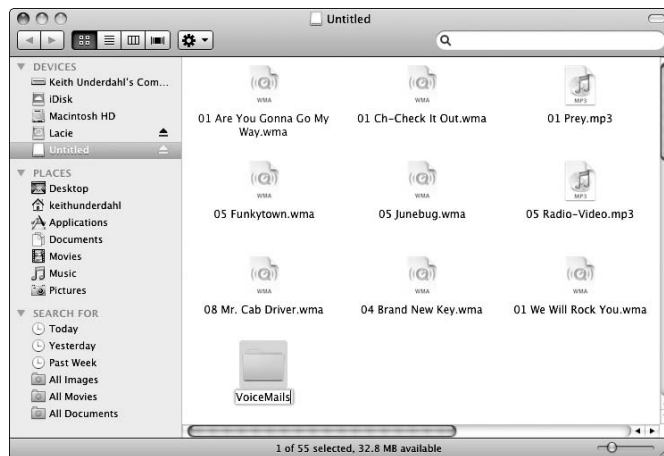 Untitled
DEVICES
Keith Underdahl's Com...
iDisk
Macintosh HD
Lacie
Untitled
PLACES
Desktop
keithunderdahl
Applications
Documents
Movies
Music
Pictures
SEARCH FOR
Today
Yesterday
Past Week
All Images
All Movies
All Documents
WMA
WMA
MP3
01 Are You Gonna Go My
Way.wma
01 Ch-Check It Out.wma
01 Prey.mp3
WMA
WMA
MP3
05 Funkytown.wma
05 Junebug.wma
05 Radio-Video.mp3
WMA
WMA
WMA
08 Mr. Cab Driver.wma
04 Brand New Key.wma
01 We Will Rock You.wma
VoiceMails
1 of 55 selected, 32.8 MB available